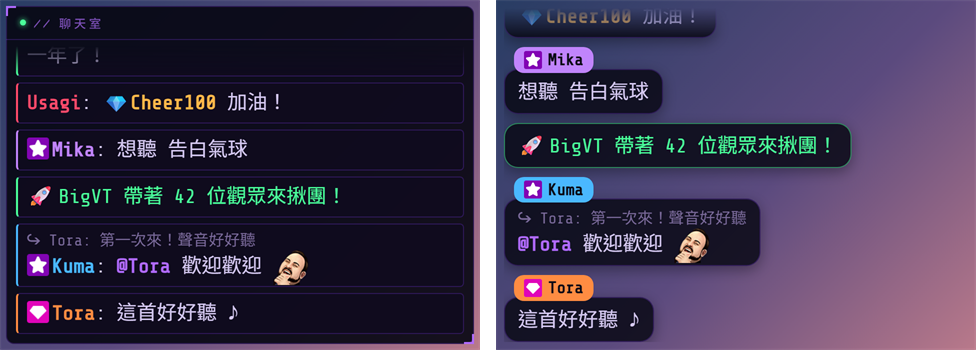 // 聊天室
一年了！
Usagi: Cheer100 加油！
Mika: 想聽 告白氣球
BigVT 帶著 42 位觀眾來揪團！
↪ Tora: 第一次來！聲音好好聽
Kuma: @Tora 歡迎歡迎
Tora: 這首好好聽 ♪
Cheer100 加油！
Mika
想聽 告白氣球
BigVT 帶著 42 位觀眾來揪團！
Kuma
↪ Tora: 第一次來！聲音好好聽
@Tora 歡迎歡迎
Tora
這首好好聽 ♪